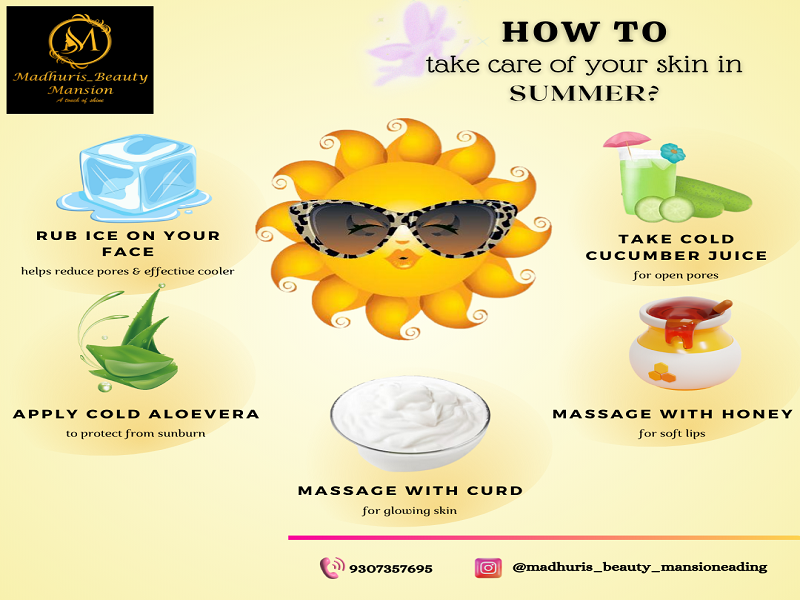 Madhuris_Beauty
Mansion
A touch of shine
HOW TO
take care of your skin in
SUMMER?
RUB ICE ON YOUR
FACE
helps reduce pores & effective cooler
TAKE COLD
CUCUMBER JUICE
for open pores
APPLY COLD ALOEVERA
to protect from sunburn
MASSAGE WITH HONEY
for soft lips
MASSAGE WITH CURD
for glowing skin
9307357695
@madhuris_beauty_mansioneading